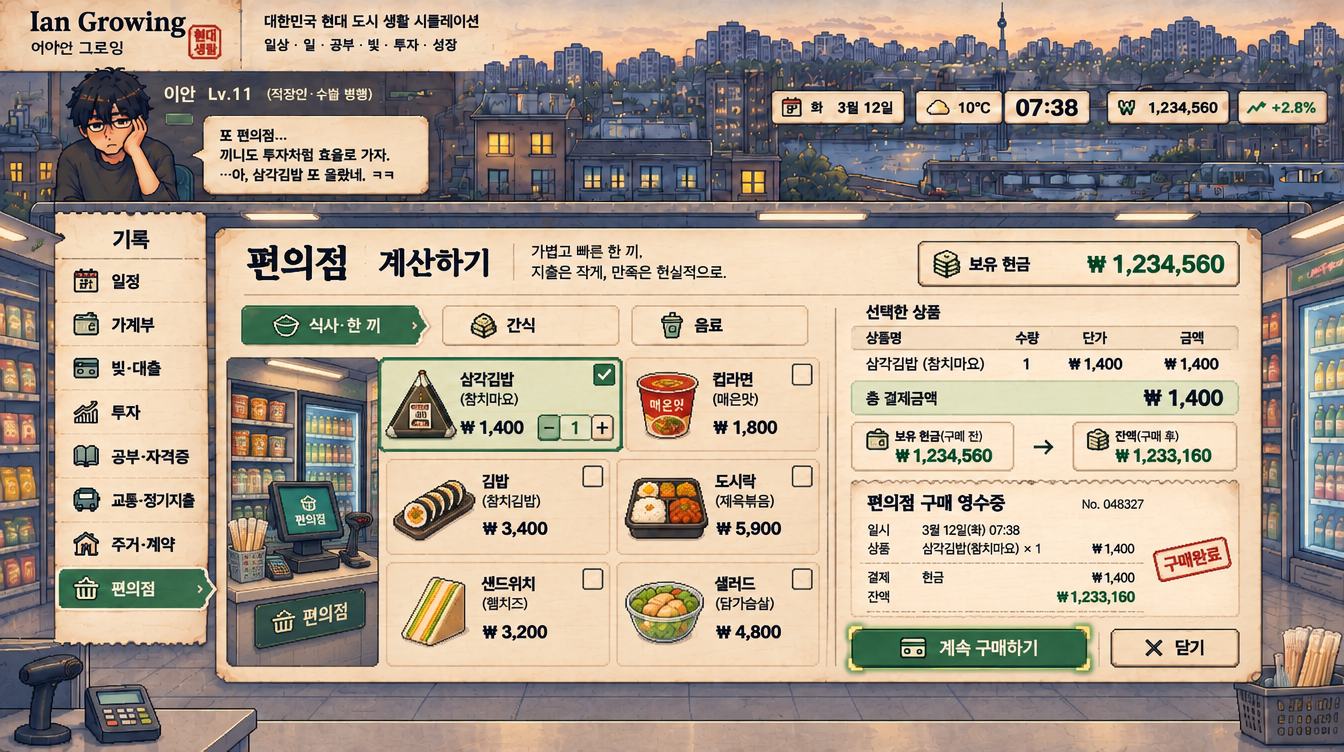 Ian Growing
어아안 그로잉
현대
생활
대한민국 현대 도시 생활 시뮬레이션
일상 · 일 · 공부 · 빚 · 투자 · 성장
이안 Lv.11 (적장인·수월 병행)
포 편의점...
끼니도 투자처럼 효율로 가자.
…아, 삼각김밥 또 올랐네. ㅋㅋ
화 3월 12일
10°C
07:38
₩ 1,234,560
+2.8%
기록
일정
가계부
빚·대출
투자
공부·자격증
교통·정기지출
주거·계약
편의점
편의점 계산하기
가볍고 빠른 한 끼,
지출은 작게, 만족은 현실적으로.
보유 현금 ₩ 1,234,560
식사·한 끼
간식
음료
편의점
편의점
삼각김밥
(참치마요)
₩ 1,400
− 1 +
컵라면
(매운맛)
₩ 1,800
매운맛
김밥
(참치김밥)
₩ 3,400
도시락
(제육볶음)
₩ 5,900
샌드위치
(햄치즈)
₩ 3,200
샐러드
(닭가슴살)
₩ 4,800
선택한 상품
상품명 수량 단가 금액
삼각김밥 (참치마요) 1 ₩ 1,400 ₩ 1,400
총 결제금액 ₩ 1,400
보유 현금(구매 전)
₩ 1,234,560
→
잔액(구매 후)
₩ 1,233,160
편의점 구매 영수중 No. 048327
일시 3월 12일(화) 07:38
상품 삼각김밥(참치마요) × 1 ₩1,400
결제 현금 ₩1,400
잔액 ₩1,233,160
구매완료
계속 구매하기
닫기